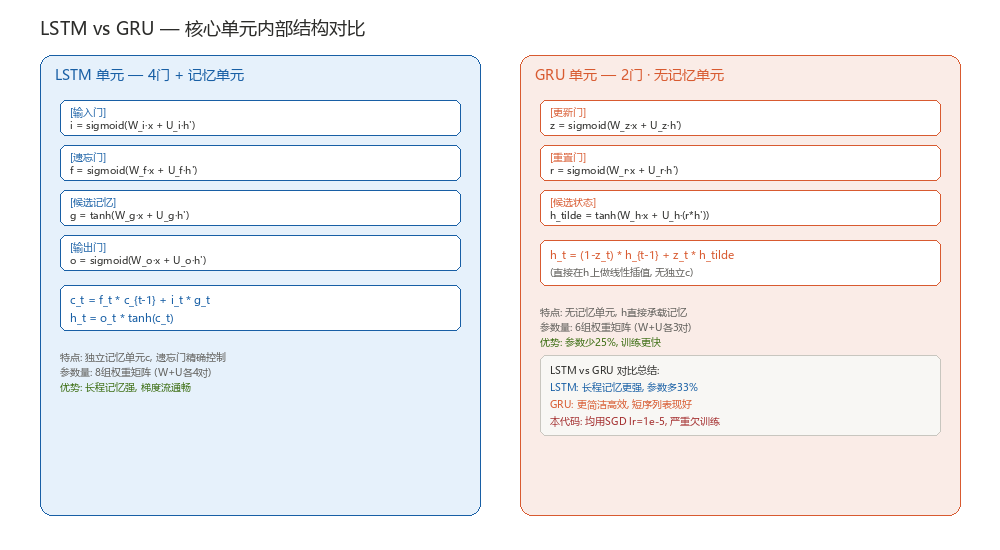 LSTM vs GRU — 核心单元内部结构对比
LSTM 单元 — 4门 + 记忆单元
[输入门]
i = sigmoid(W_i·x + U_i·h')
[速忘门]
f = sigmoid(W_f·x + U_f·h')
[候选记忆]
g = tanh(W_g·x + U_g·h')
[输出门]
o = sigmoid(W_o·x + U_o·h')
c_t = f_t * c_{t-1} + i_t * g_t
h_t = o_t * tanh(c_t)
特点: 独立记忆单元c, 速忘门精确控制
参数量: 8组权重矩阵 (W+U各4对)
优势: 长程记忆强, 梯度流通畅
GRU 单元 — 2门 · 无记忆单元
[更新门]
z = sigmoid(W_z·x + U_z·h')
[重置门]
r = sigmoid(W_r·x + U_r·h')
[候选状态]
h_tilde = tanh(W_h·x + U_h·(r*h'))
h_t = (1-z_t) * h_{t-1} + z_t * h_tilde
(直接在h上做线性插值, 无独立c)
特点: 无记忆单元, h直接承载记忆
参数量: 6组权重矩阵 (W+U各3对)
优势: 参数少25%, 训练更快
LSTM vs GRU 对比总结:
LSTM: 长程记忆更强, 参数多33%
GRU: 更简洁高效, 短序列表现好
本代码: 均用SGD lr=1e-5, 严重欠训练